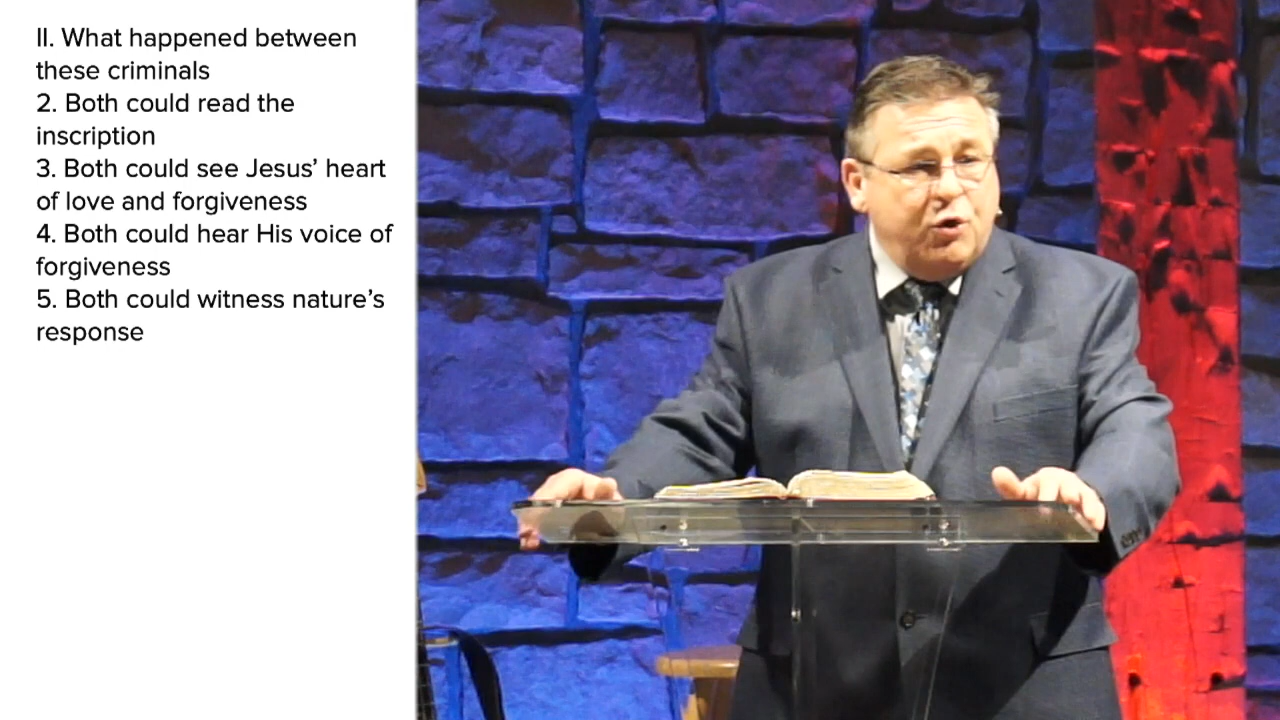 II. What happened between
these criminals
2. Both could read the
inscription
3. Both could see Jesus’ heart
of love and forgiveness
4. Both could hear His voice of
forgiveness
5. Both could witness nature’s
response